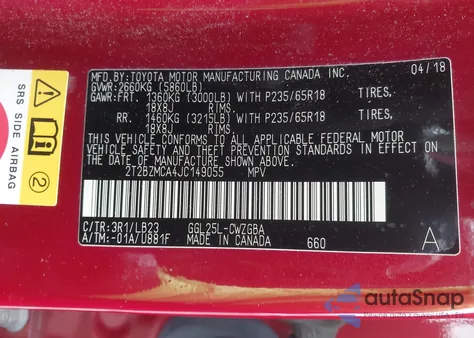 MFD.BY:TOYOTA MOTOR MANUFACTURING CANADA INC. 04/18
GVWR:2660KG (5860LB)
GAWR:FRT. 1360KG (3000LB) WITH P235/65R18 TIRES,
18X8J RIMS.
RR. 1460KG (3215LB) WITH P235/65R18 TIRES,
18X8J RIMS.
THIS VEHICLE CONFORMS TO ALL APPLICABLE FEDERAL MOTOR
VEHICLE SAFETY AND THEFT PREVENTION STANDARDS IN EFFECT
ON THE DATE OF MANUFACTURE SHOWN ABOVE.
2T2BZMCA4JC149055 MPV
C/TR:3R1/LB23 GGL25L-CWZGBA
A/TM:-01A/U881F MADE IN CANADA 660 A
SRS SIDE AIRBAG
2
autoSnap